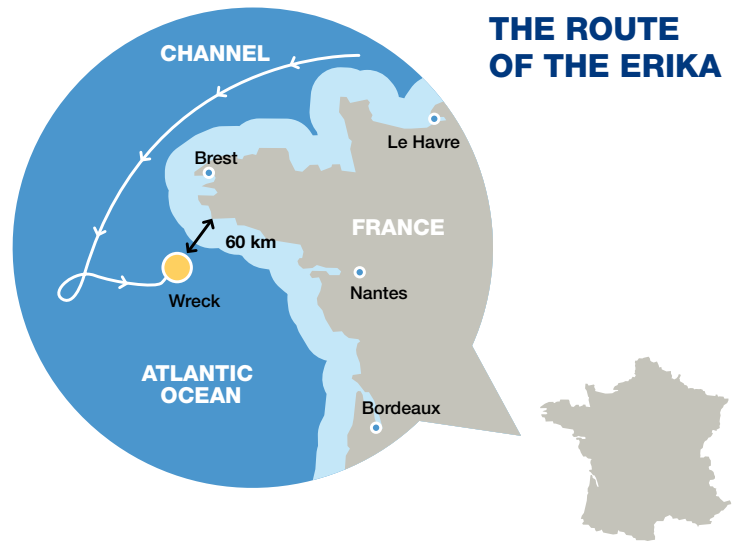 THE ROUTE
OF THE ERIKA
CHANNEL
Le Havre
Brest
FRANCE
60 km
Nantes
Wreck
ATLANTIC
OCEAN
Bordeaux